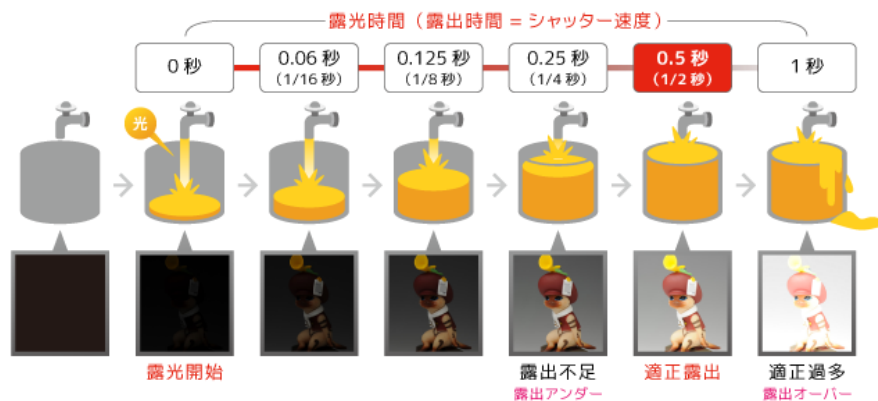 露光時間（露出時間 = シャッター速度）
0 秒
0.06 秒
（1/16 秒）
0.125 秒
（1/8 秒）
0.25 秒
（1/4 秒）
0.5 秒
（1/2 秒）
1 秒
光
露光開始
露出不足
露出アンダー
適正露出
適正過多
露出オーバー